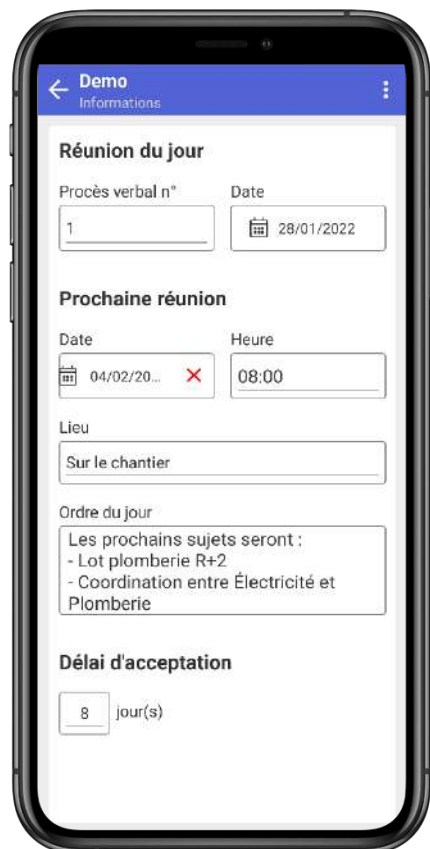 Demo
Informations
Réunion du jour
Procès verbal n° Date
1 28/01/2022
Prochaine réunion
Date Heure
04/02/20... 08:00
Lieu
Sur le chantier
Ordre du jour
Les prochains sujets seront :
- Lot plomberie R+2
- Coordination entre Électricité et
Plomberie
Délai d'acceptation
8 jour(s)